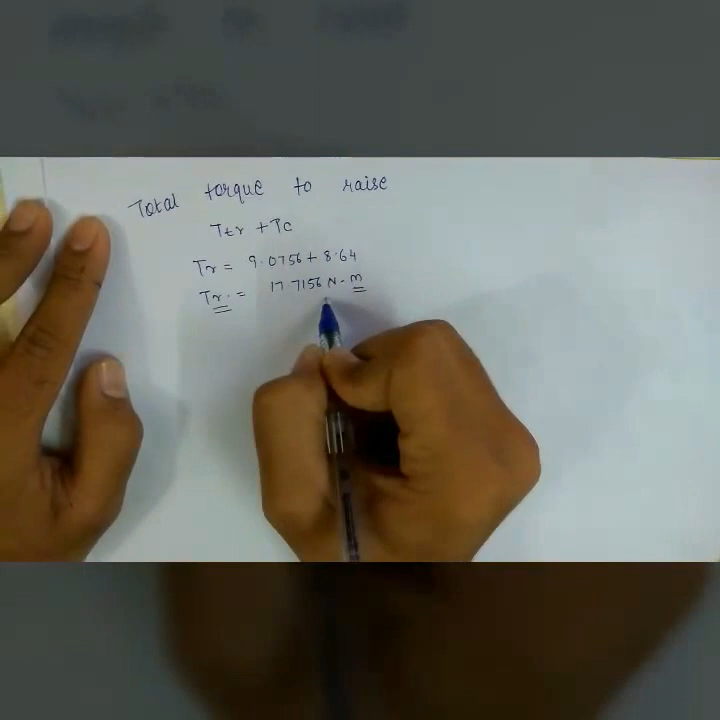 Total torque to raise
Ttr + Tc
Tr = 9.0756 + 8.64
Tr. = 17.7156 N-m